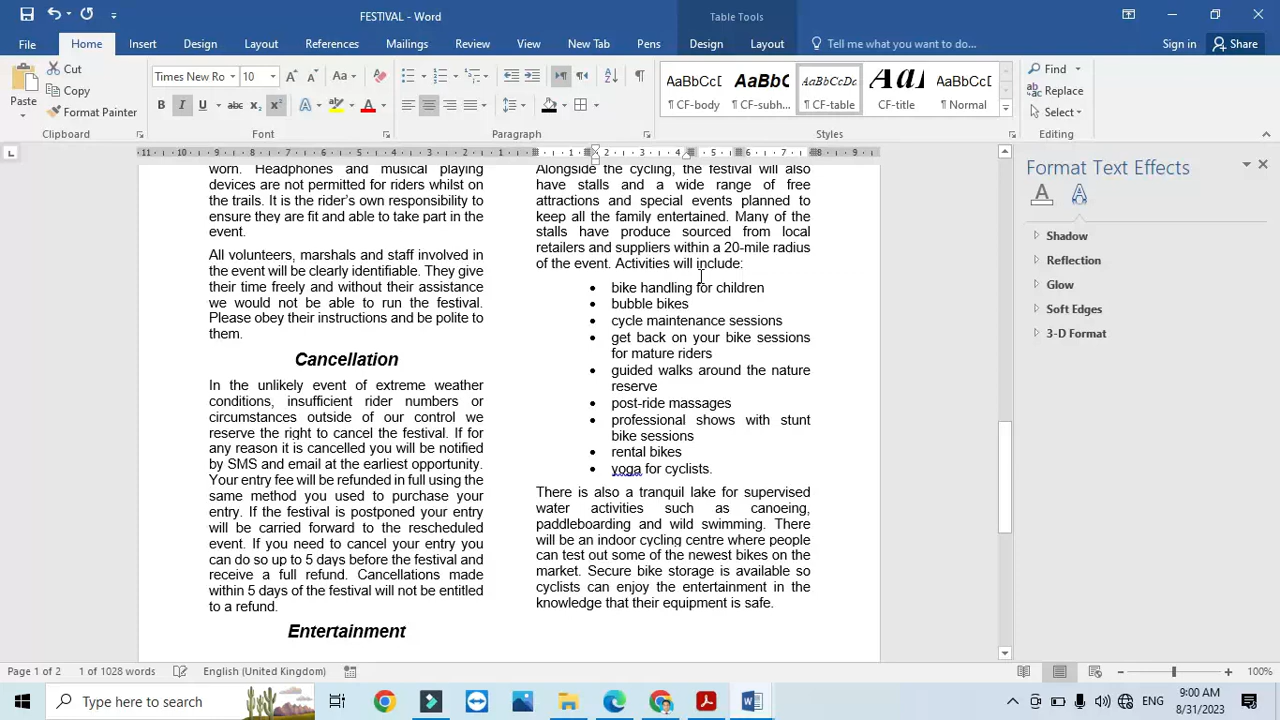 FESTIVAL - Word
Table Tools
File
Home
Insert
Design
Layout
References
Mailings
Review
View
New Tab
Pens
Design
Layout
Tell me what you want to do...
Sign in
Share
Paste
Cut
Copy
Format Painter
Clipboard
Times New Ro
10
Font
Paragraph
AaBbCcD
¶ CF-body
AaBbC
¶ CF-subh...
AaBbCcDc
¶ CF-table
AaI
CF-title
AaBbCcD
¶ Normal
Styles
Find
Replace
Select
Editing
worn. Headphones and musical playing
devices are not permitted for riders whilst on
the trails. It is the rider's own responsibility to
ensure they are fit and able to take part in the
event.
All volunteers, marshals and staff involved in
the event will be clearly identifiable. They give
their time freely and without their assistance
we would not be able to run the festival.
Please obey their instructions and be polite to
them.
Cancellation
In the unlikely event of extreme weather
conditions, insufficient rider numbers or
circumstances outside of our control we
reserve the right to cancel the festival. If for
any reason it is cancelled you will be notified
by SMS and email at the earliest opportunity.
Your entry fee will be refunded in full using the
same method you used to purchase your
entry. If the festival is postponed your entry
will be carried forward to the rescheduled
event. If you need to cancel your entry you
can do so up to 5 days before the festival and
receive a full refund. Cancellations made
within 5 days of the festival will not be entitled
to a refund.
Entertainment
Alongside the cycling, the festival will also
have stalls and a wide range of free
attractions and special events planned to
keep all the family entertained. Many of the
stalls have produce sourced from local
retailers and suppliers within a 20-mile radius
of the event. Activities will include:
• bike handling for children
• bubble bikes
• cycle maintenance sessions
• get back on your bike sessions
for mature riders
• guided walks around the nature
reserve
• post-ride massages
• professional shows with stunt
bike sessions
• rental bikes
• yoga for cyclists.
There is also a tranquil lake for supervised
water activities such as canoeing,
paddleboarding and wild swimming. There
will be an indoor cycling centre where people
can test out some of the newest bikes on the
market. Secure bike storage is available so
cyclists can enjoy the entertainment in the
knowledge that their equipment is safe.
Format Text Effects
Shadow
Reflection
Glow
Soft Edges
3-D Format
Page 1 of 2
1 of 1028 words
English (United Kingdom)
100%
Type here to search
ENG
9:00 AM
8/31/2023